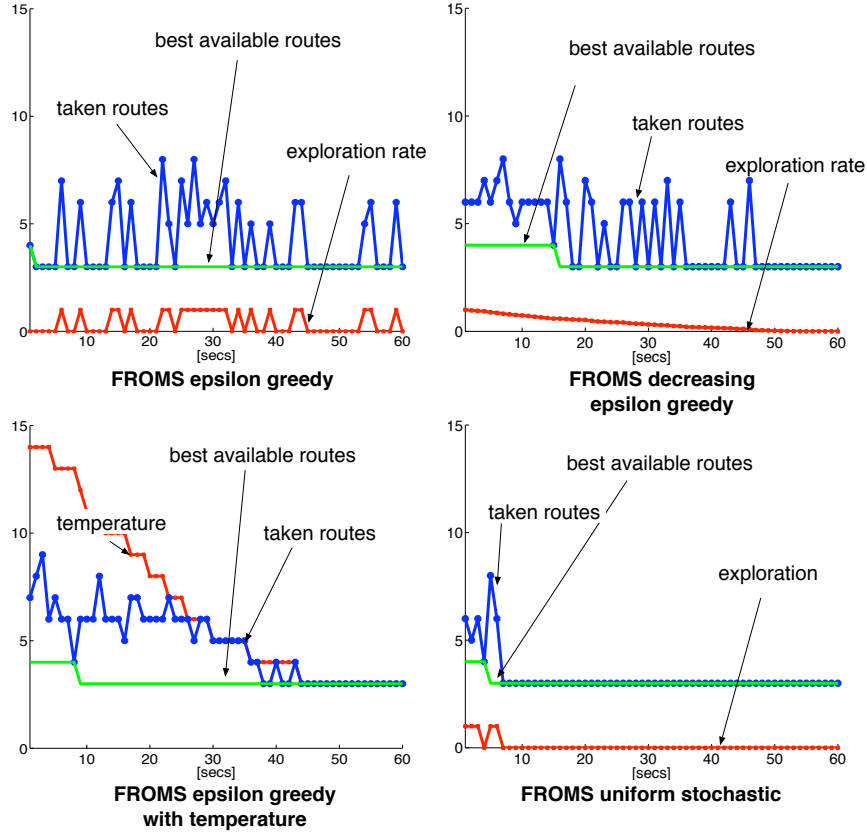 15
best available routes
10
taken routes
exploration rate
5
0
10 20 30 40 50 60
[secs]
FROMS epsilon greedy
15
best available routes
10
taken routes
exploration rate
5
0
10 20 30 40 50 60
[secs]
FROMS decreasing
epsilon greedy
15
best available routes
10
temperature
taken routes
5
0
10 20 30 40 50 60
[secs]
FROMS epsilon greedy
with temperature
15
best available routes
taken routes
10
exploration
5
0
10 20 30 40 50 60
[secs]
FROMS uniform stochastic